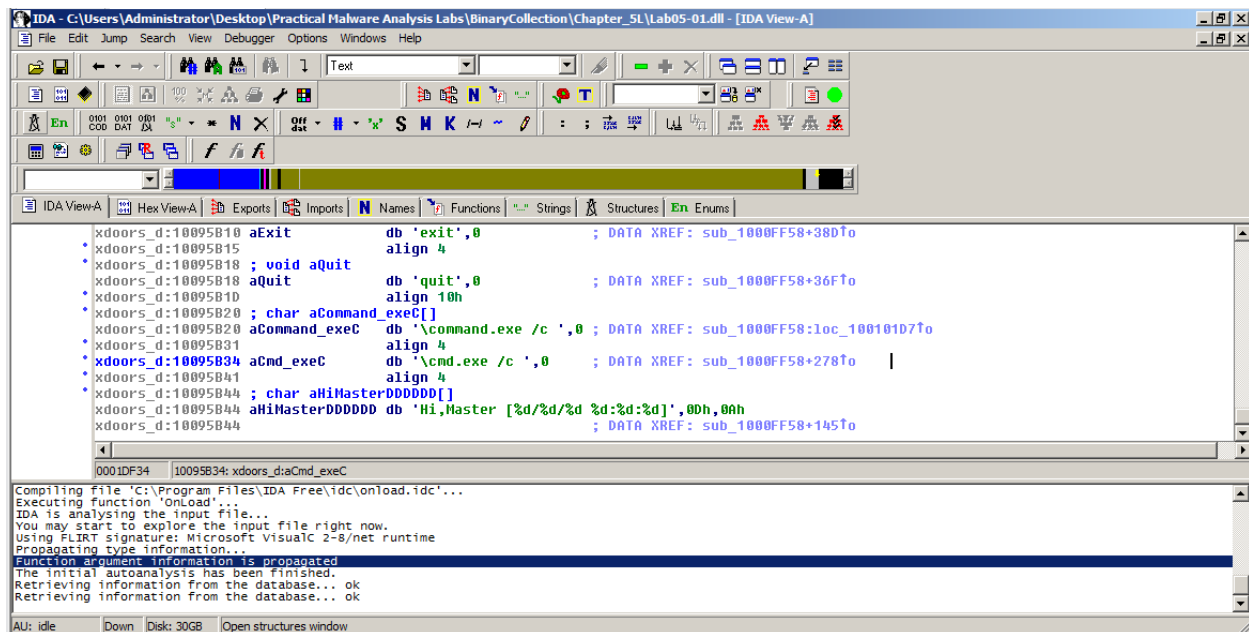 IDA - C:\Users\Administrator\Desktop\Practical Malware Analysis Labs\BinaryCollection\Chapter_5L\Lab05-01.dll - [IDA View-A]
File Edit Jump Search View Debugger Options Windows Help
Text
En
IDA View-A Hex View-A Exports Imports N Names Functions Strings Structures En Enums
xdoors_d:10095B10 aExit db 'exit',0 ; DATA XREF: sub_1000FF58+38D↑o
xdoors_d:10095B15 align 4
xdoors_d:10095B18 ; void aQuit
xdoors_d:10095B18 aQuit db 'quit',0 ; DATA XREF: sub_1000FF58+36F↑o
xdoors_d:10095B1D align 10h
xdoors_d:10095B20 ; char aCommand_exeC[]
xdoors_d:10095B20 aCommand_exeC db '\command.exe /c ',0 ; DATA XREF: sub_1000FF58:loc_100101D7↑o
xdoors_d:10095B31 align 4
xdoors_d:10095B34 aCmd_exeC db '\cmd.exe /c ',0 ; DATA XREF: sub_1000FF58+278↑o
xdoors_d:10095B41 align 4
xdoors_d:10095B44 ; char aHiMasterDDDDDD[]
xdoors_d:10095B44 aHiMasterDDDDDD db 'Hi,Master [%d/%d/%d %d:%d:%d]',0Dh,0Ah
xdoors_d:10095B44 ; DATA XREF: sub_1000FF58+145↑o
0001DF34 10095B34: xdoors_d:aCmd_exeC
Compiling file 'C:\Program Files\IDA Free\idc\onload.idc'...
Executing function 'OnLoad'...
IDA is analysing the input file...
You may start to explore the input file right now.
Using FLIRT signature: Microsoft VisualC 2-8/net runtime
Propagating type information...
Function argument information is propagated
The initial autoanalysis has been finished.
Retrieving information from the database... ok
Retrieving information from the database... ok
AU: idle Down Disk: 30GB Open structures window